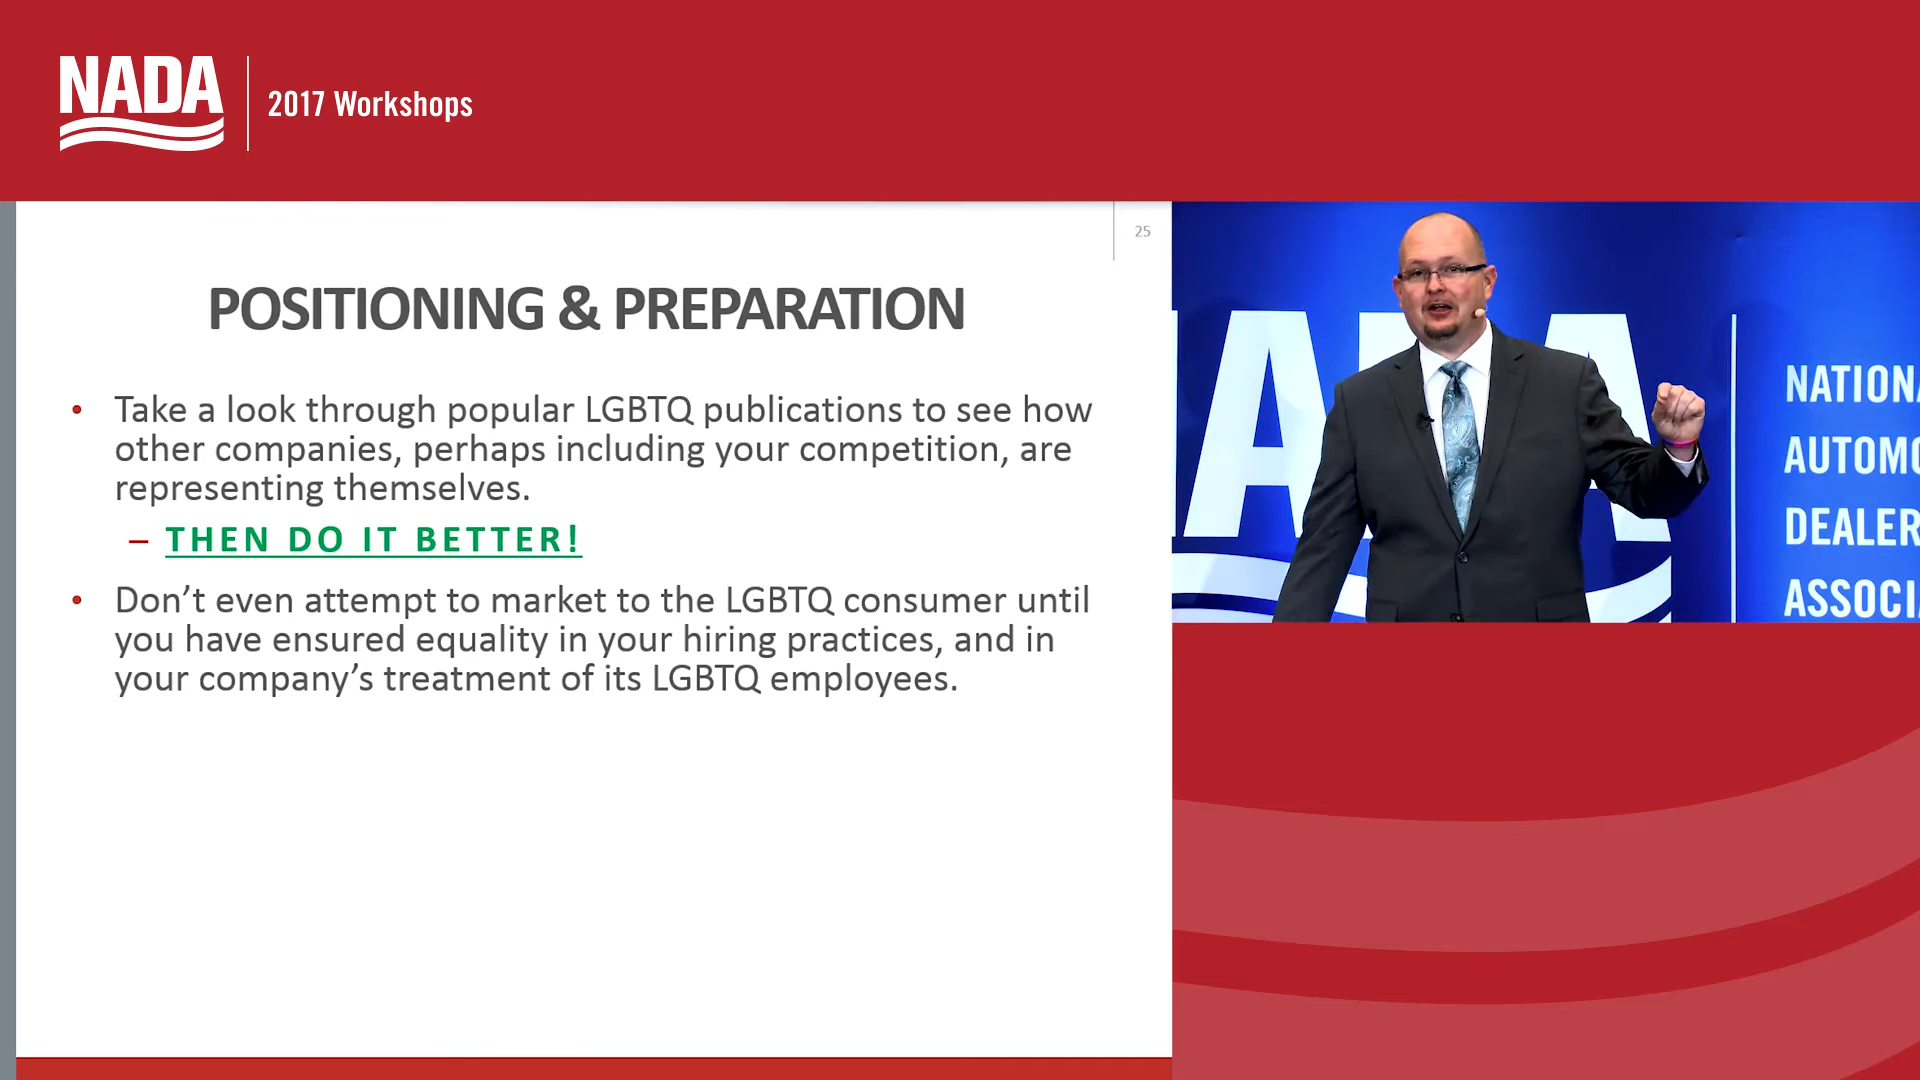 NADA
2017 Workshops
25
POSITIONING & PREPARATION
• Take a look through popular LGBTQ publications to see how
other companies, perhaps including your competition, are
representing themselves.
– THEN DO IT BETTER!
• Don’t even attempt to market to the LGBTQ consumer until
you have ensured equality in your hiring practices, and in
your company’s treatment of its LGBTQ employees.
NATIONA
AUTOMO
DEALER
ASSOCIA